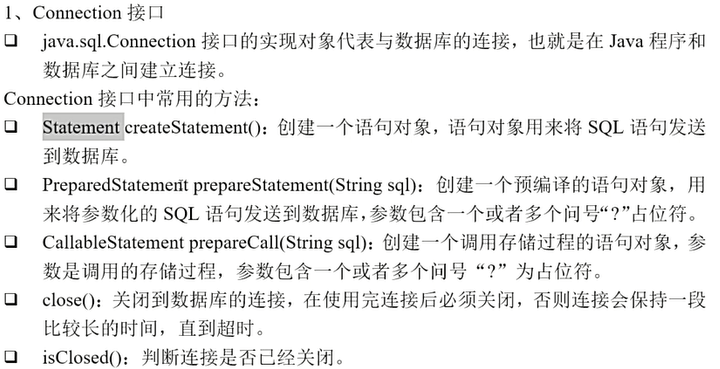 1、Connection 接口
❑ java.sql.Connection 接口的实现对象代表与数据库的连接，也就是在 Java 程序和
数据库之间建立连接。
Connection 接口中常用的方法：
❑ Statement createStatement()：创建一个语句对象，语句对象用来将 SQL 语句发送
到数据库。
❑ PreparedStatement prepareStatement(String sql)：创建一个预编译的语句对象，用
来将参数化的 SQL 语句发送到数据库，参数包含一个或者多个问号“？”占位符。
❑ CallableStatement prepareCall(String sql)：创建一个调用存储过程的语句对象，参
数是调用的存储过程，参数包含一个或者多个问号“？”为占位符。
❑ close()：关闭到数据库的连接，在使用完连接后必须关闭，否则连接会保持一段
比较长的时间，直到超时。
❑ isClosed()：判断连接是否已经关闭。